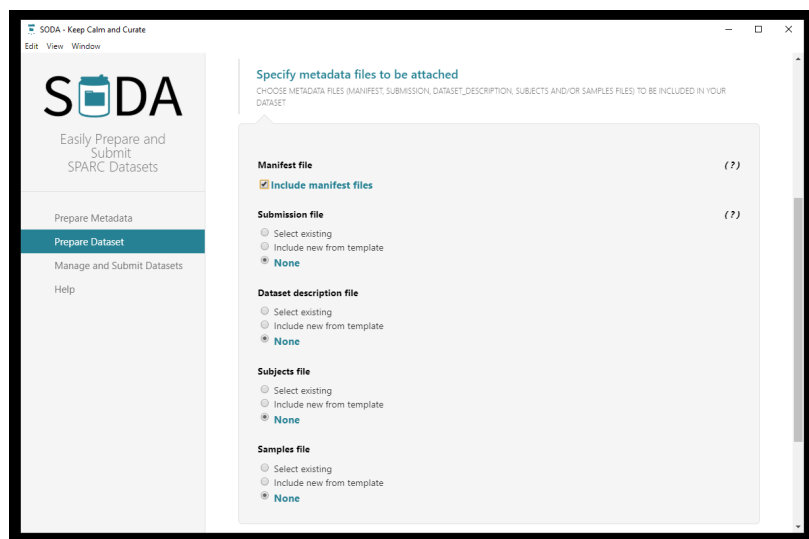 SODA - Keep Calm and Curate
Edit View Window
SODA
Easily Prepare and
Submit
SPARC Datasets
Prepare Metadata
Prepare Dataset
Manage and Submit Datasets
Help
Specify metadata files to be attached
CHOOSE METADATA FILES (MANIFEST, SUBMISSION, DATASET_DESCRIPTION, SUBJECTS AND/OR SAMPLES FILES) TO BE INCLUDED IN YOUR
DATASET
Manifest file (?)
Include manifest files
Submission file (?)
Select existing
Include new from template
None
Dataset description file
Select existing
Include new from template
None
Subjects file
Select existing
Include new from template
None
Samples file
Select existing
Include new from template
None